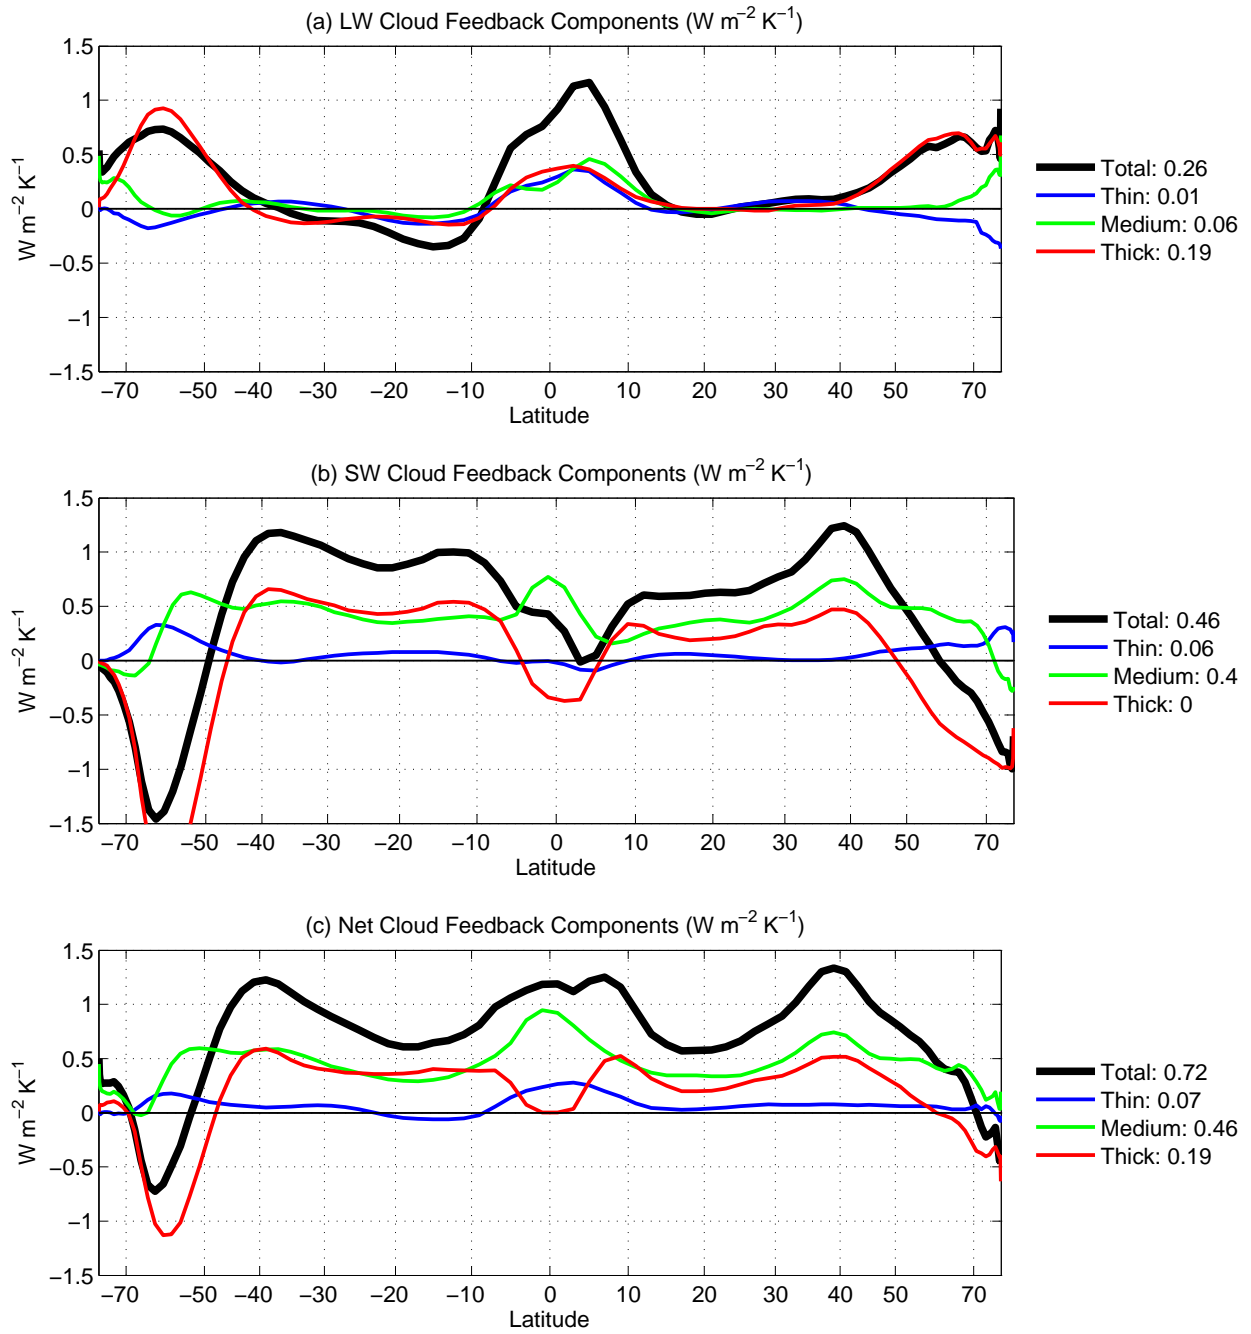 (a) LW Cloud Feedback Components (W m−2 K−1)
1.5
1
0.5
0
−0.5
−1
−1.5
W m−2 K−1
−70 −50 −40 −30 −20 −10 0 10 20 30 40 50 70
Latitude
Total: 0.26
Thin: 0.01
Medium: 0.06
Thick: 0.19
(b) SW Cloud Feedback Components (W m−2 K−1)
1.5
1
0.5
0
−0.5
−1
−1.5
W m−2 K−1
−70 −50 −40 −30 −20 −10 0 10 20 30 40 50 70
Latitude
Total: 0.46
Thin: 0.06
Medium: 0.4
Thick: 0
(c) Net Cloud Feedback Components (W m−2 K−1)
1.5
1
0.5
0
−0.5
−1
−1.5
W m−2 K−1
−70 −50 −40 −30 −20 −10 0 10 20 30 40 50 70
Latitude
Total: 0.72
Thin: 0.07
Medium: 0.46
Thick: 0.19